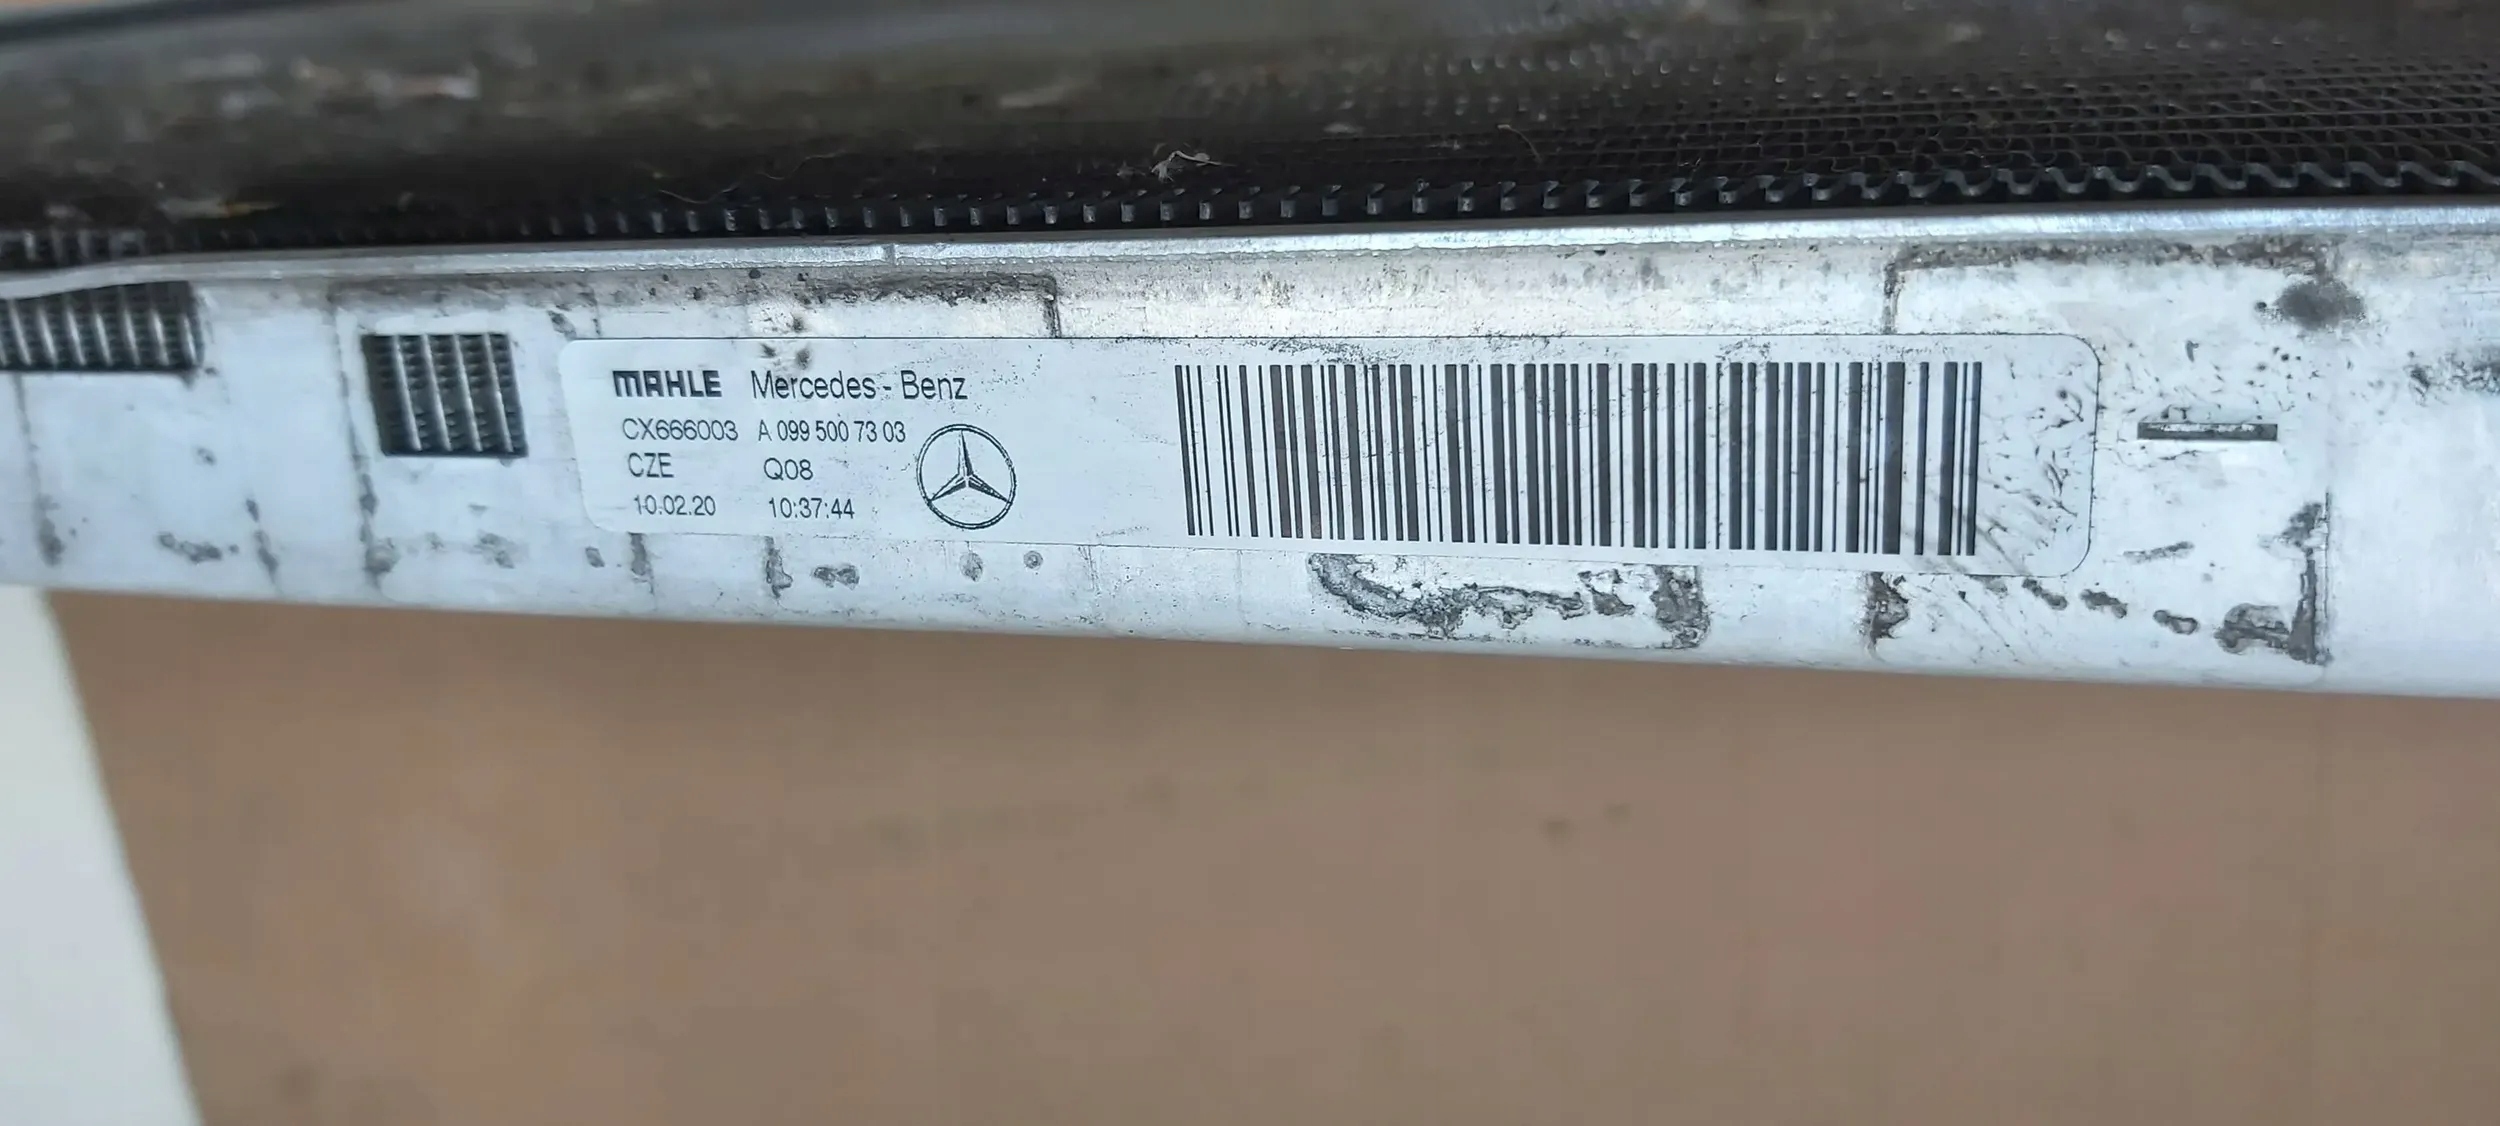 MAHLE Mercedes - Benz
CX666003 A 099 500 73 03
CZE Q08
10.02.20 10:37:44